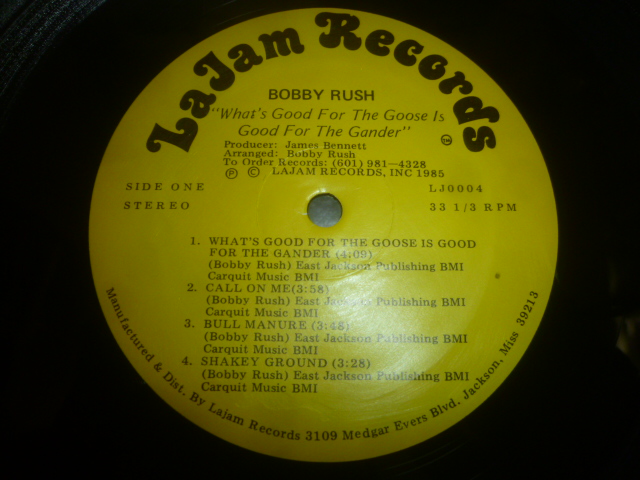 LaJam Records
TM
BOBBY RUSH
"What's Good For The Goose Is
Good For The Gander"
Producer: James Bennett
Arranged: Bobby Rush
To Order Records: (601) 981-4328
Ⓟ © LAJAM RECORDS, INC 1985
SIDE ONE
LJ0004
STEREO
33 1/3 RPM
1. WHAT'S GOOD FOR THE GOOSE IS GOOD
FOR THE GANDER (4:09)
(Bobby Rush) East Jackson Publishing BMI
Carquit Music BMI
2. CALL ON ME(3:58)
(Bobby Rush) East Jackson Publishing BMI
Carquit Music BMI
3. BULL MANURE (3:48)
(Bobby Rush) East Jackson Publishing BMI
Carquit Music BMI
4. SHAKEY GROUND (3:28)
(Bobby Rush) East Jackson Publishing BMI
Carquit Music BMI
Manufactured & Dist. By Lajam Records 3109 Medgar Evers Blvd. Jackson, Miss 39213